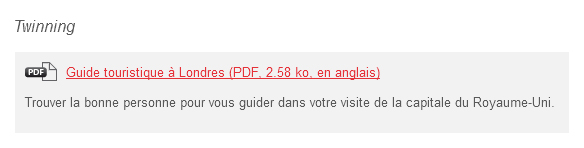 Twinning
PDF Guide touristique à Londres (PDF, 2.58 ko, en anglais)
Trouver la bonne personne pour vous guider dans votre visite de la capitale du Royaume-Uni.